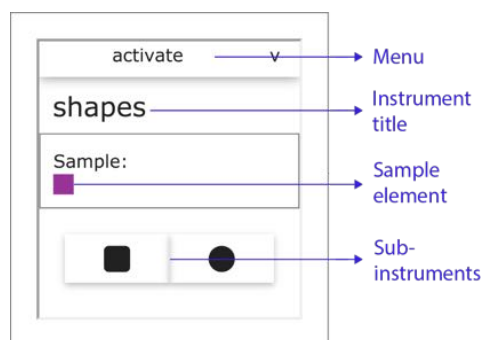 activate v
Menu
shapes
Instrument
title
Sample:
Sample
element
Sub-
instruments